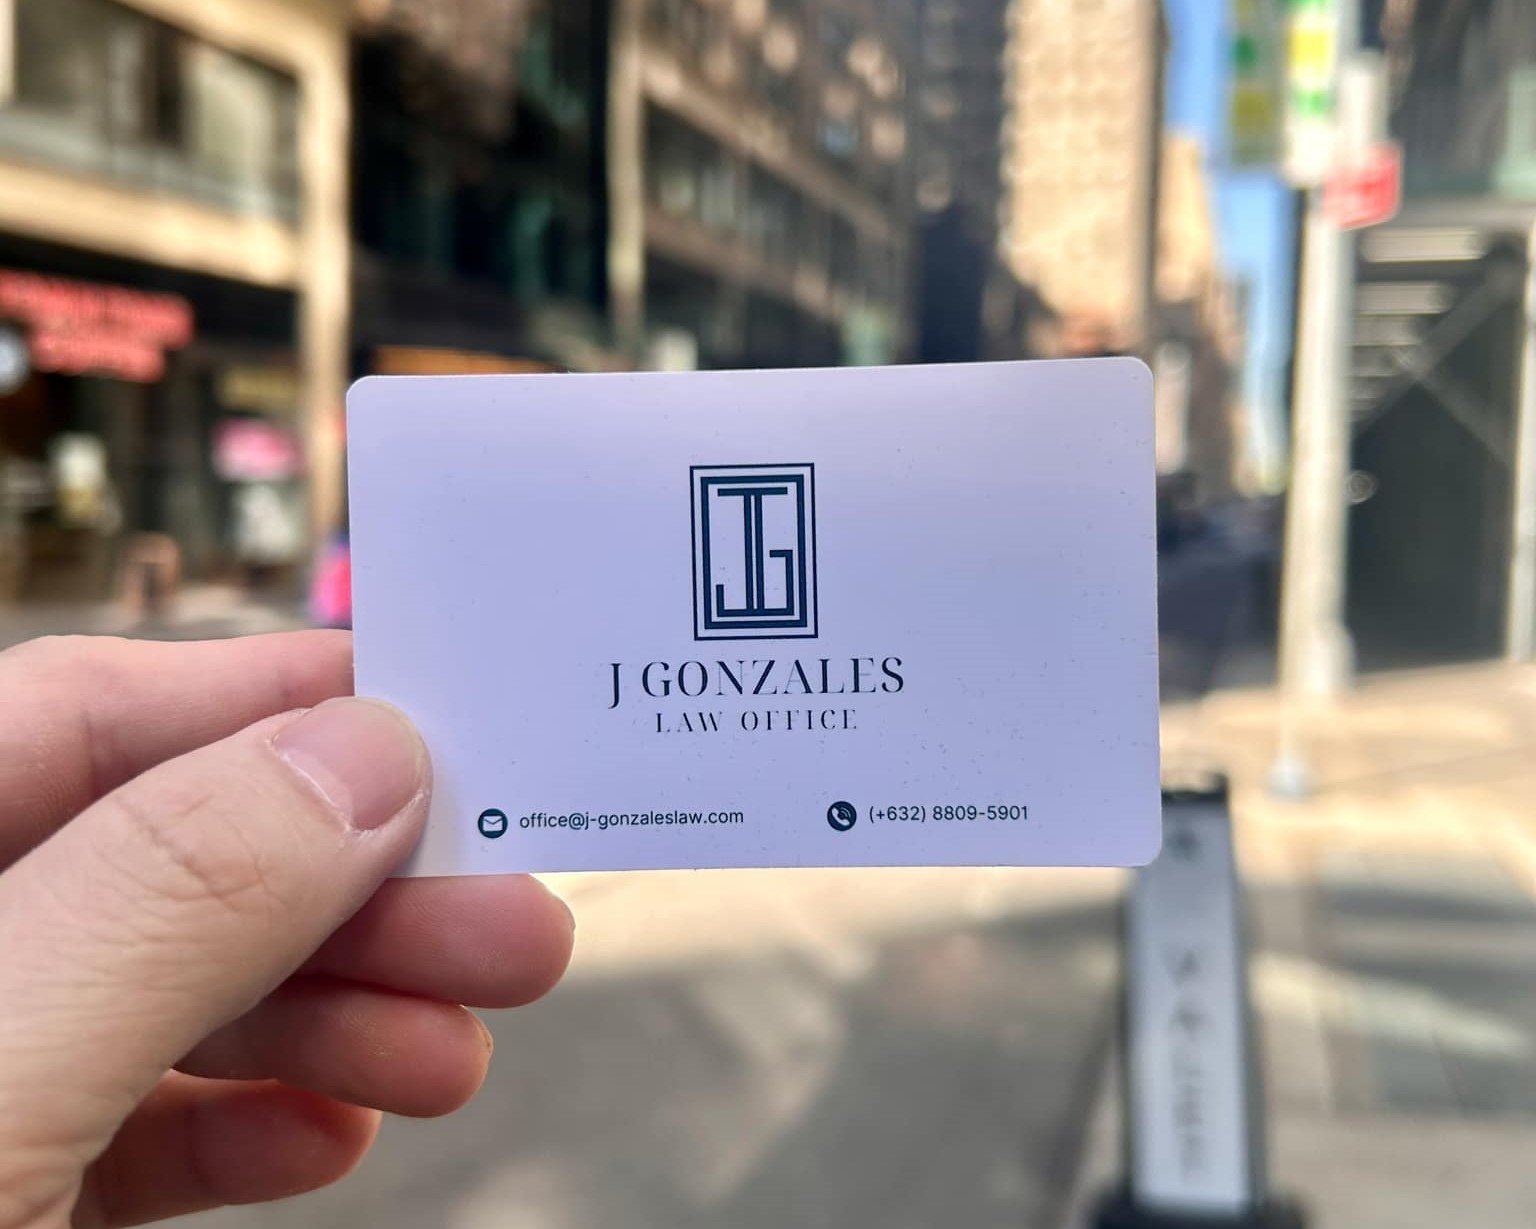 JG
J GONZALES
LAW OFFICE
office@j-gonzaleslaw.com
(+632) 8809-5901